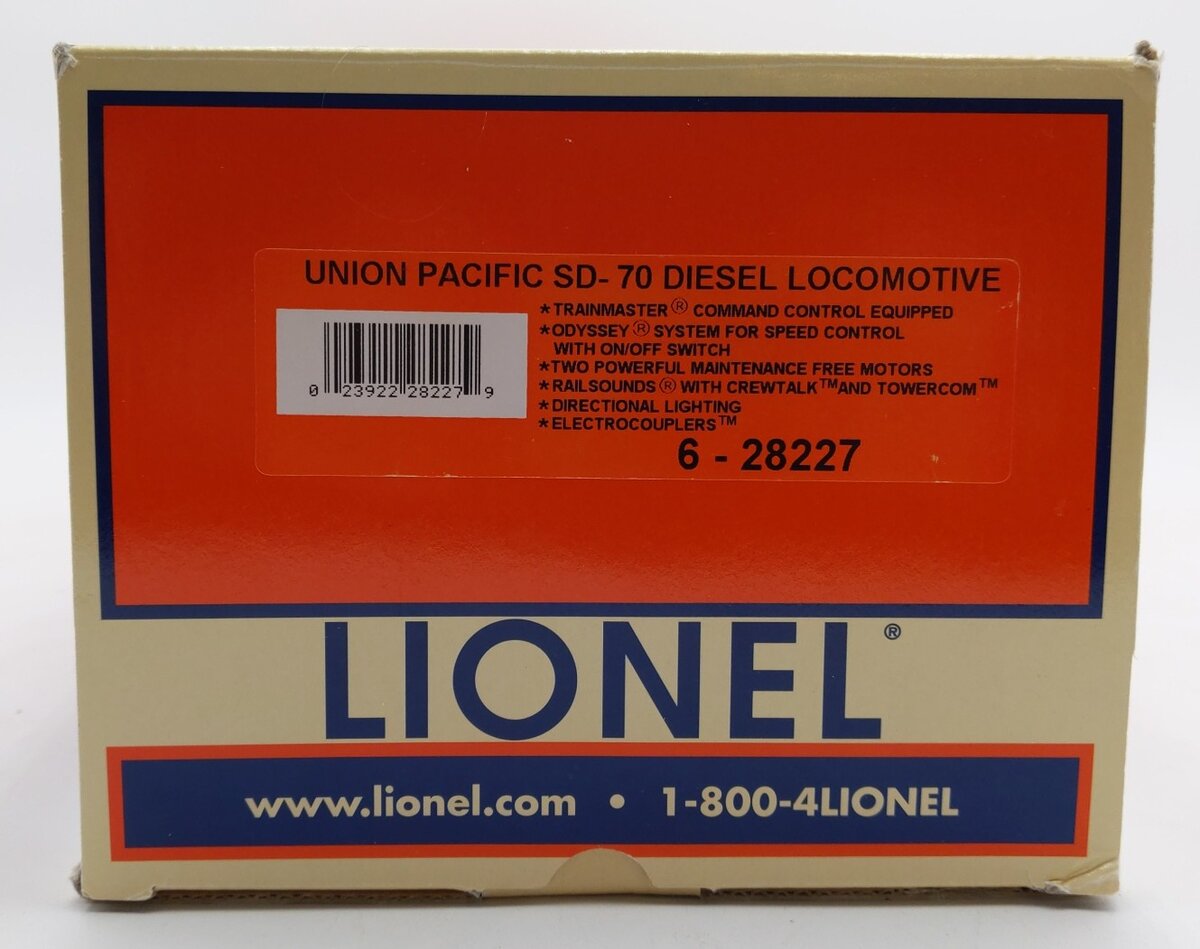 UNION PACIFIC SD- 70 DIESEL LOCOMOTIVE
*TRAINMASTER® COMMAND CONTROL EQUIPPED
*ODYSSEY® SYSTEM FOR SPEED CONTROL
WITH ON/OFF SWITCH
*TWO POWERFUL MAINTENANCE FREE MOTORS
*RAILSOUNDS® WITH CREWTALK™AND TOWERCOM™
*DIRECTIONAL LIGHTING
*ELECTROCOUPLERS™
0 23922 28227 9
6 - 28227
LIONEL®
www.lionel.com • 1-800-4LIONEL